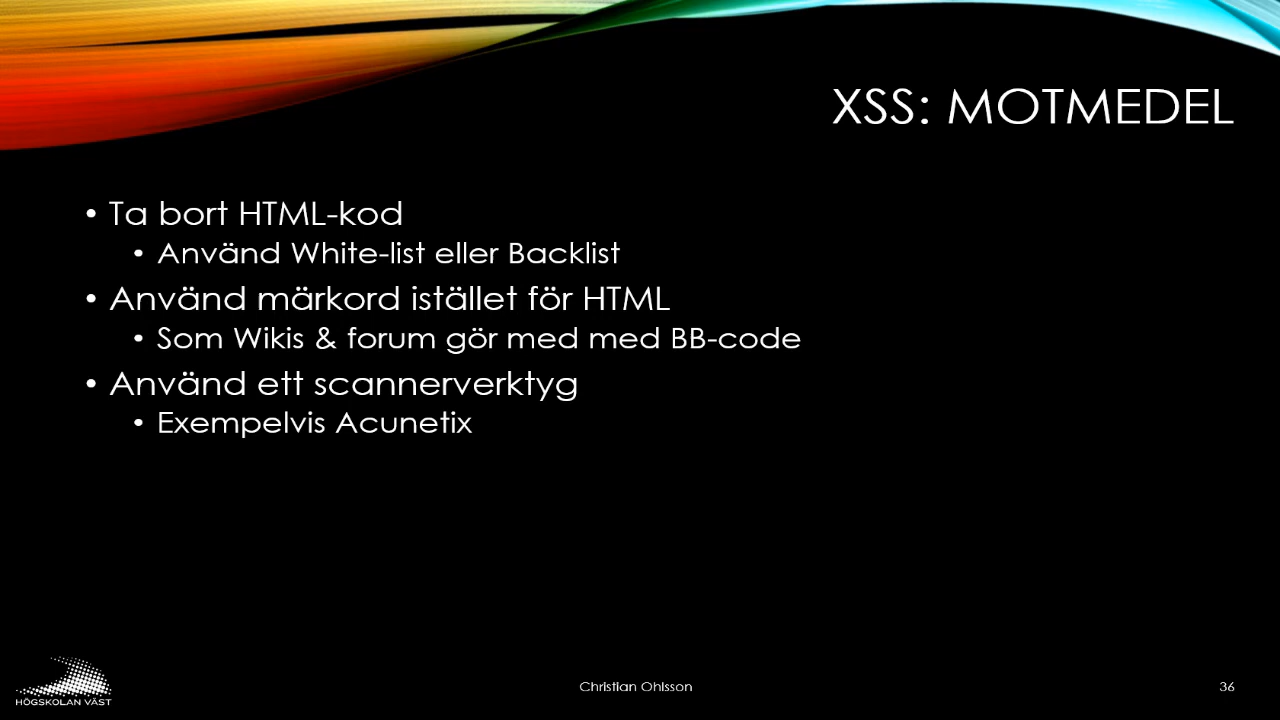 XSS: MOTMEDEL
• Ta bort HTML-kod
• Använd White-list eller Backlist
• Använd märkord istället för HTML
• Som Wikis & forum gör med med BB-code
• Använd ett scannerverktyg
• Exempelvis Acunetix
HÖGSKOLAN VÄST
Christian Ohlsson
36